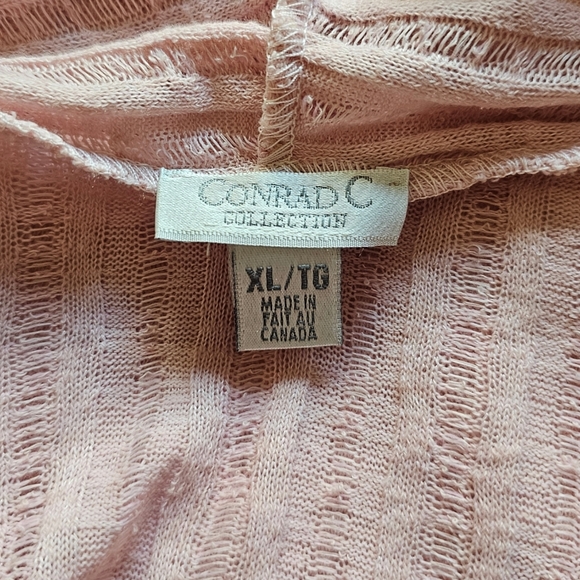 CONRAD C
COLLECTION
XL/TG
MADE IN
FAIT AU
CANADA